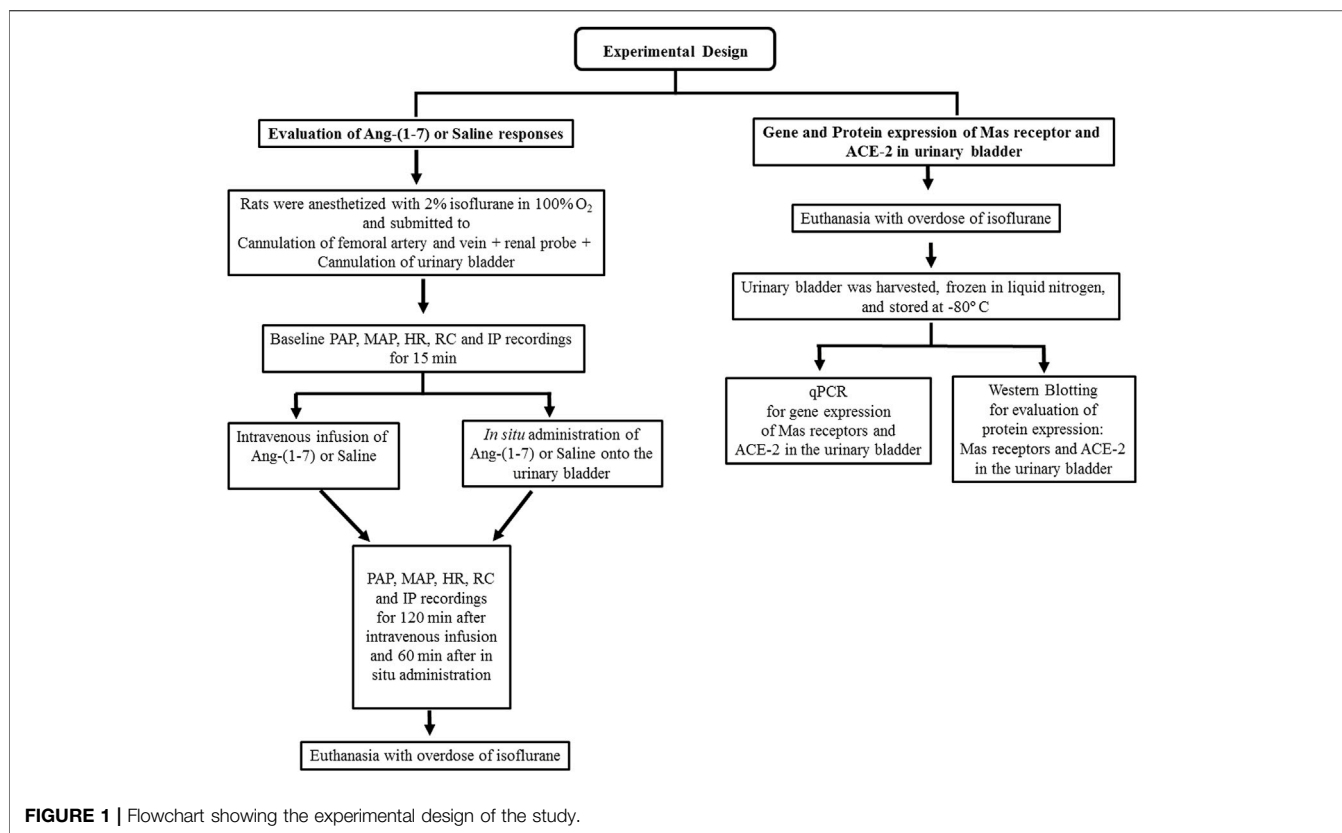 Experimental Design
Evaluation of Ang-(1-7) or Saline responses
Rats were anesthetized with 2% isoflurane in 100% O₂
and submitted to
Cannulation of femoral artery and vein + renal probe +
Cannulation of urinary bladder
Baseline PAP, MAP, HR, RC and IP recordings
for 15 min
Intravenous infusion of
Ang-(1-7) or Saline
In situ administration of
Ang-(1-7) or Saline onto the
urinary bladder
PAP, MAP, HR, RC
and IP recordings
for 120 min after
intravenous infusion
and 60 min after in
situ administration
Euthanasia with overdose of isoflurane
Gene and Protein expression of Mas receptor and
ACE-2 in urinary bladder
Euthanasia with overdose of isoflurane
Urinary bladder was harvested, frozen in liquid nitrogen,
and stored at -80° C
qPCR
for gene expression
of Mas receptors and
ACE-2 in the urinary bladder
Western Blotting
for evaluation of
protein expression:
Mas receptors and ACE-2
in the urinary bladder
FIGURE 1 | Flowchart showing the experimental design of the study.